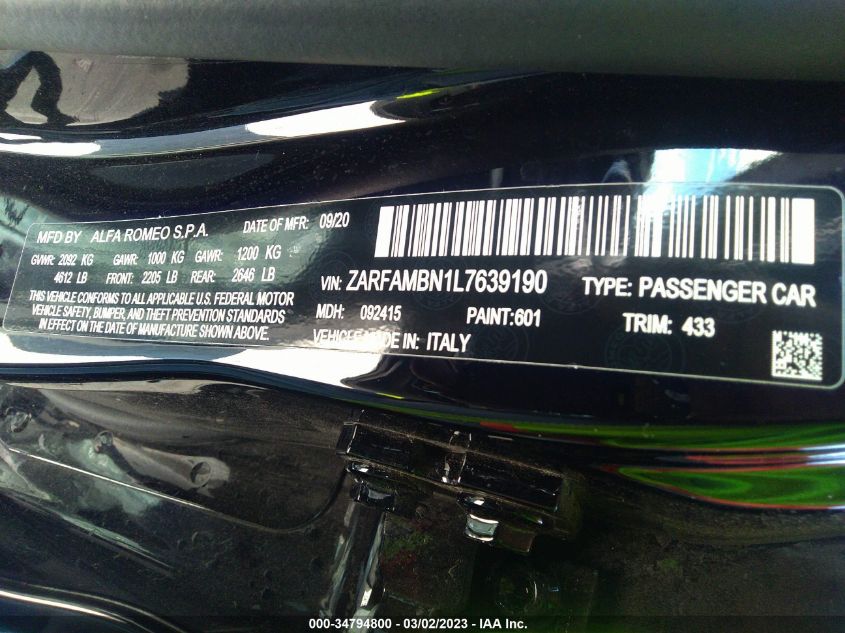 MFD BY ALFA ROMEO S.P.A. DATE OF MFR: 09/20
GVWR: 2092 KG GAWR: 1000 KG GAWR: 1200 KG
4612 LB FRONT: 2205 LB REAR: 2646 LB
THIS VEHICLE CONFORMS TO ALL APPLICABLE U.S. FEDERAL MOTOR
VEHICLE SAFETY, BUMPER, AND THEFT PREVENTION STANDARDS
IN EFFECT ON THE DATE OF MANUFACTURE SHOWN ABOVE.
VIN: ZARFAMBN1L7639190 TYPE: PASSENGER CAR
MDH: 092415 PAINT:601 TRIM: 433
VEHICLE MADE IN: ITALY
000-34794800 — 03/02/2023 — IAA Inc.